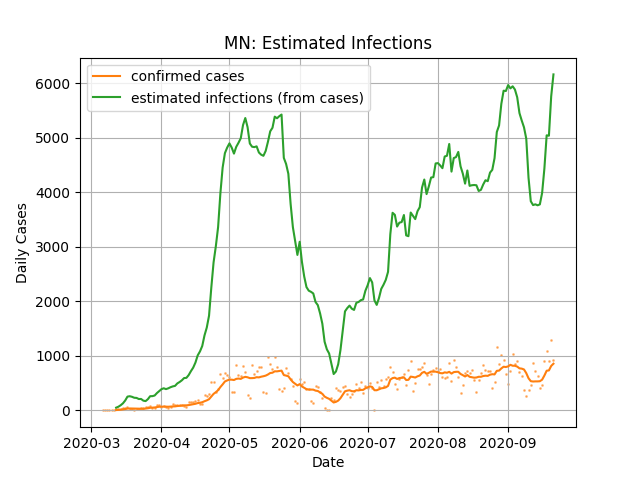 MN: Estimated Infections
confirmed cases
estimated infections (from cases)
6000
5000
4000
3000
2000
1000
0
Daily Cases
2020-03 2020-04 2020-05 2020-06 2020-07 2020-08 2020-09
Date